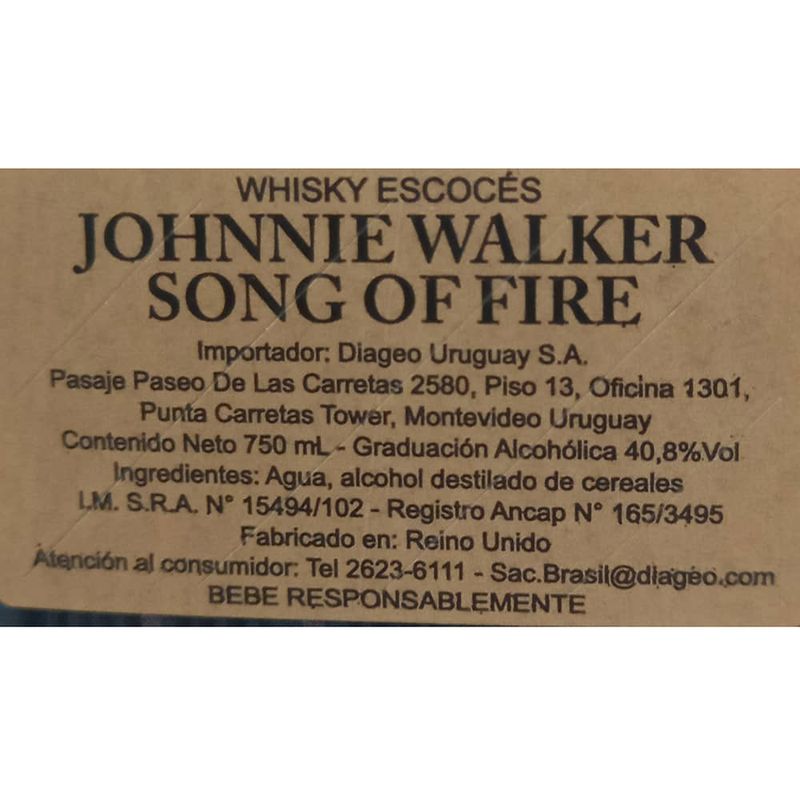 WHISKY ESCOCÉS
JOHNNIE WALKER
SONG OF FIRE
Importador: Diageo Uruguay S.A.
Pasaje Paseo De Las Carretas 2580, Piso 13, Oficina 1301,
Punta Carretas Tower, Montevideo Uruguay
Contenido Neto 750 mL - Graduación Alcohólica 40,8%Vol
Ingredientes: Agua, alcohol destilado de cereales
I.M. S.R.A. N° 15494/102 - Registro Ancap N° 165/3495
Fabricado en: Reino Unido
Atención al consumidor: Tel 2623-6111 - Sac.Brasil@diageo.com
BEBE RESPONSABLEMENTE